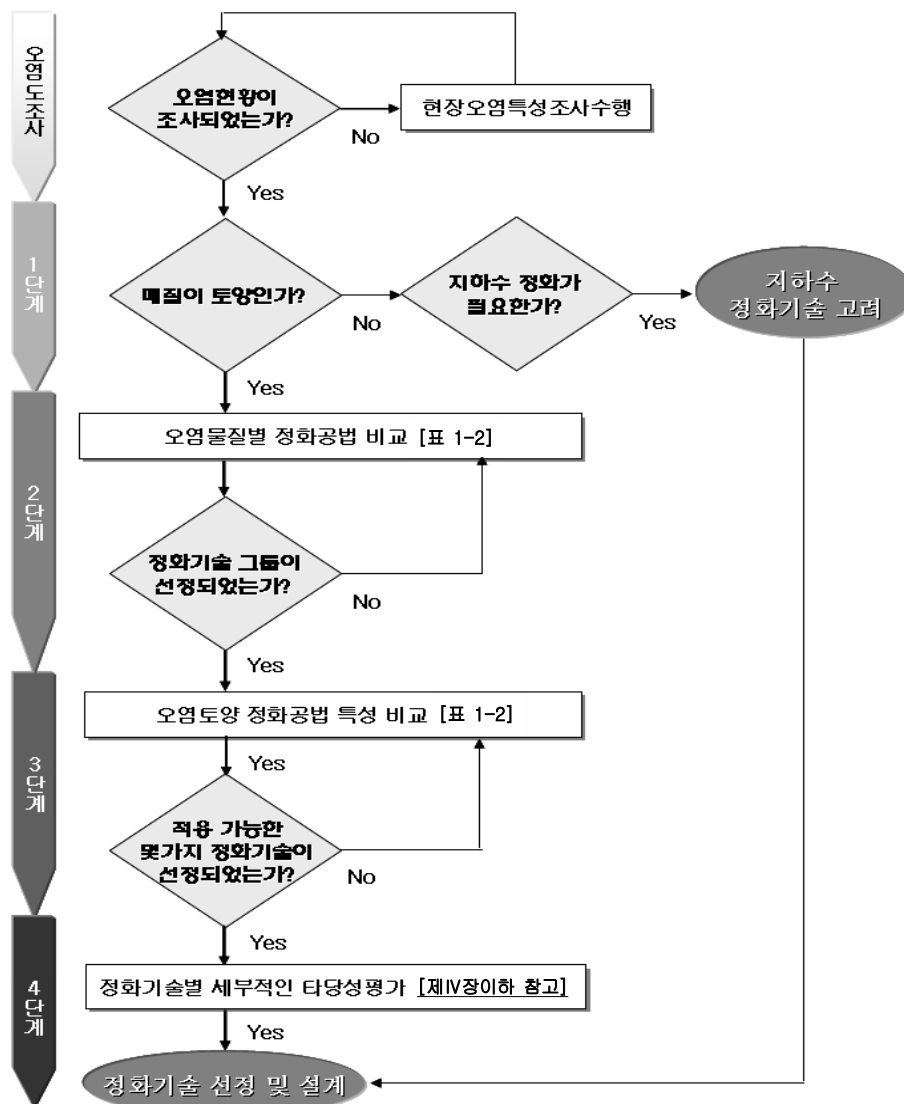 오염도조사
오염현황이
조사되었는가?
No
현장오염특성조사수행
Yes
1단계
매질이 토양인가?
No
지하수 정화가
필요한가?
Yes
지하수
정화기술 고려
Yes
오염물질별 정화공법 비교 [표 1-2]
2단계
정화기술 그룹이
선정되었는가?
No
Yes
오염토양 정화공법 특성 비교 [표 1-2]
Yes
3단계
적용 가능한
몇가지 정화기술이
선정되었는가?
No
Yes
4단계
정화기술별 세부적인 타당성평가 [제IV장이하 참고]
Yes
정화기술 선정 및 설계